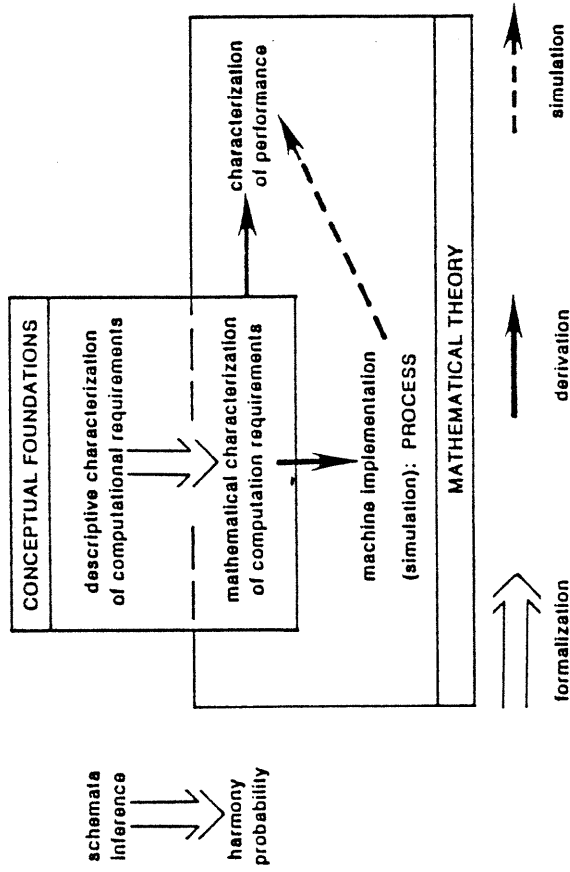 CONCEPTUAL FOUNDATIONS
schemata
inference
descriptive characterization
of computational requirements
harmony
probability
mathematical characterization
of computation requirements
characterization
of performance
machine implementation
(simulation): PROCESS
MATHEMATICAL THEORY
formalization
derivation
simulation